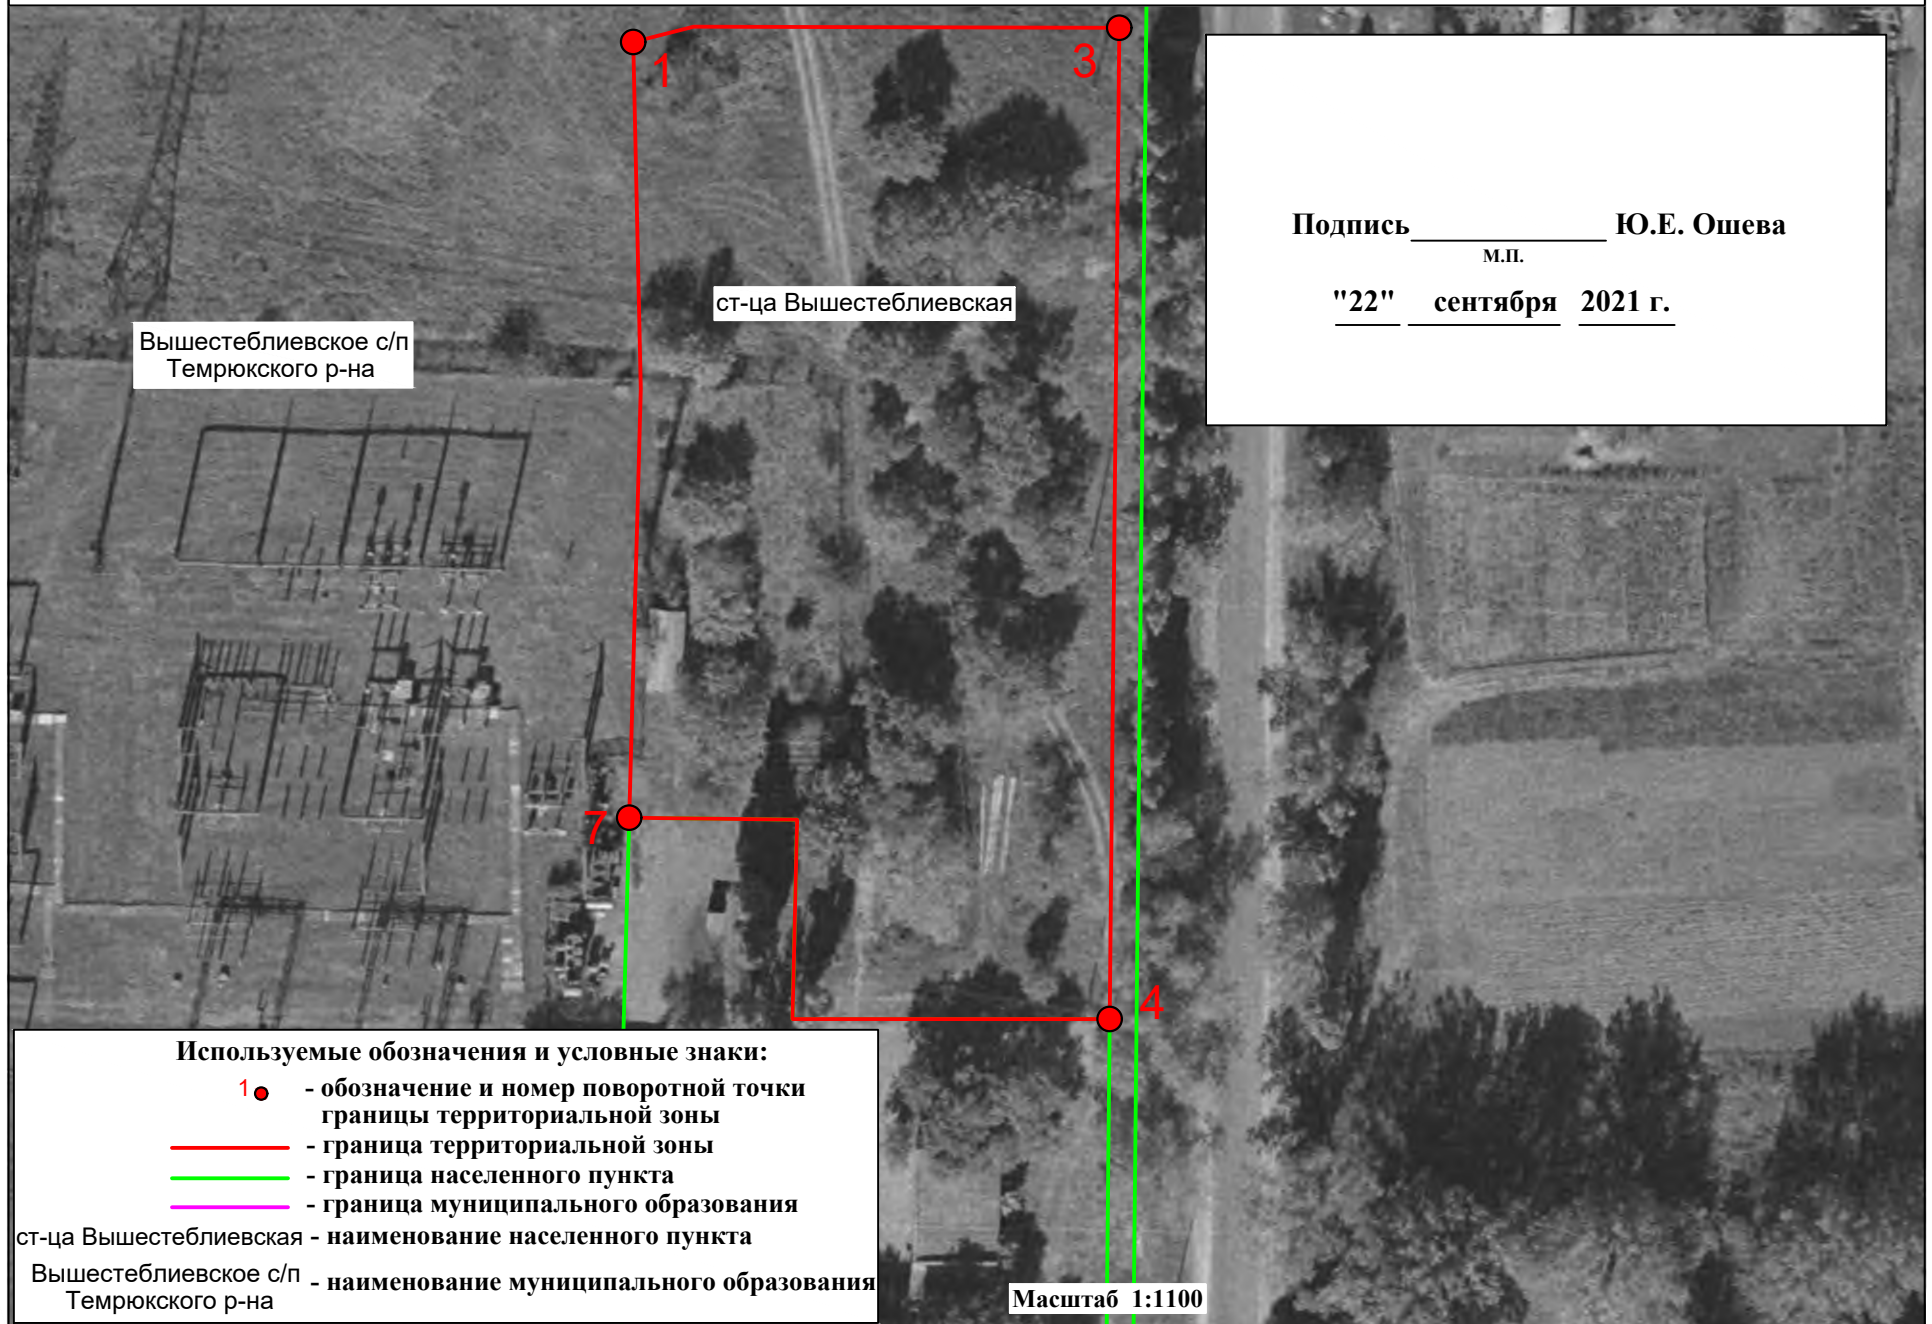 1
3
Подпись Ю.Е. Ошева
М.П.
"22" сентября 2021 г.
ст-ца Вышестеблиевская
Вышестеблиевское с/п
Темрюкского р-на
7
4
Используемые обозначения и условные знаки:
1 - обозначение и номер поворотной точки
границы территориальной зоны
- граница территориальной зоны
- граница населенного пункта
- граница муниципального образования
ст-ца Вышестеблиевская - наименование населенного пункта
Вышестеблиевское с/п
Темрюкского р-на - наименование муниципального образования
Масштаб 1:1100